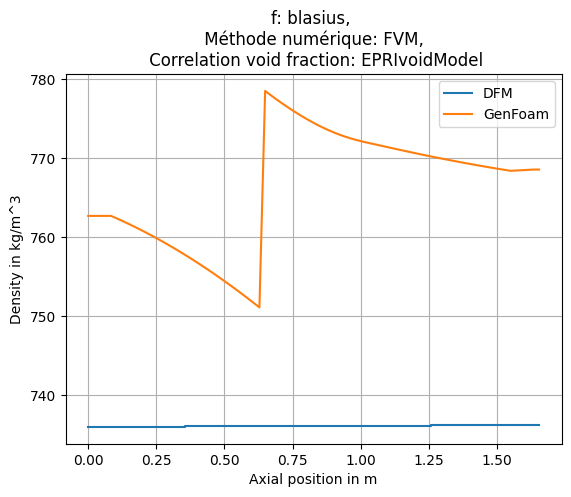 f: blasius,
Méthode numérique: FVM,
Correlation void fraction: EPRIvoidModel
DFM
GenFoam
Density in kg/m^3
780
770
760
750
740
0.00 0.25 0.50 0.75 1.00 1.25 1.50
Axial position in m